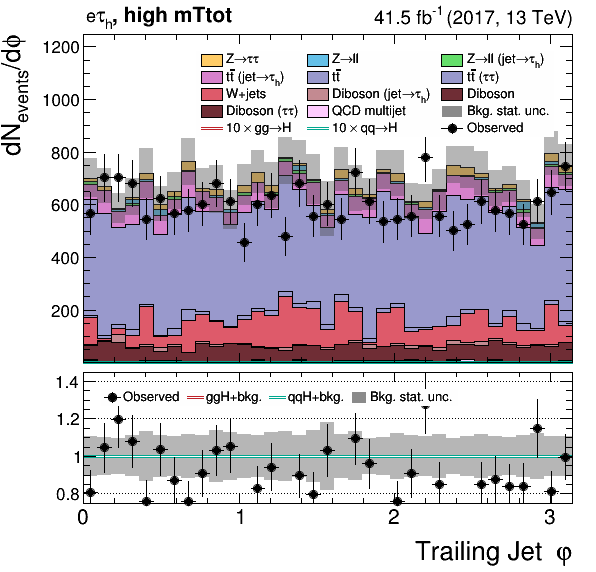 eτh, high mTtot 41.5 fb-1 (2017, 13 TeV)
dNevents/dϕ
1200
1000
800
600
400
200
Z→ττ Z→ll Z→ll (jet→τh)
tt̄ (jet→τh) tt̄ tt̄ (ττ)
W+jets Diboson (jet→τh) Diboson
Diboson (ττ) QCD multijet Bkg. stat. unc.
10 × gg→H 10 × qq→H Observed
1.4
1.2
1
0.8
Observed ggH+bkg. qqH+bkg. Bkg. stat. unc.
0 1 2 3
Trailing Jet φ